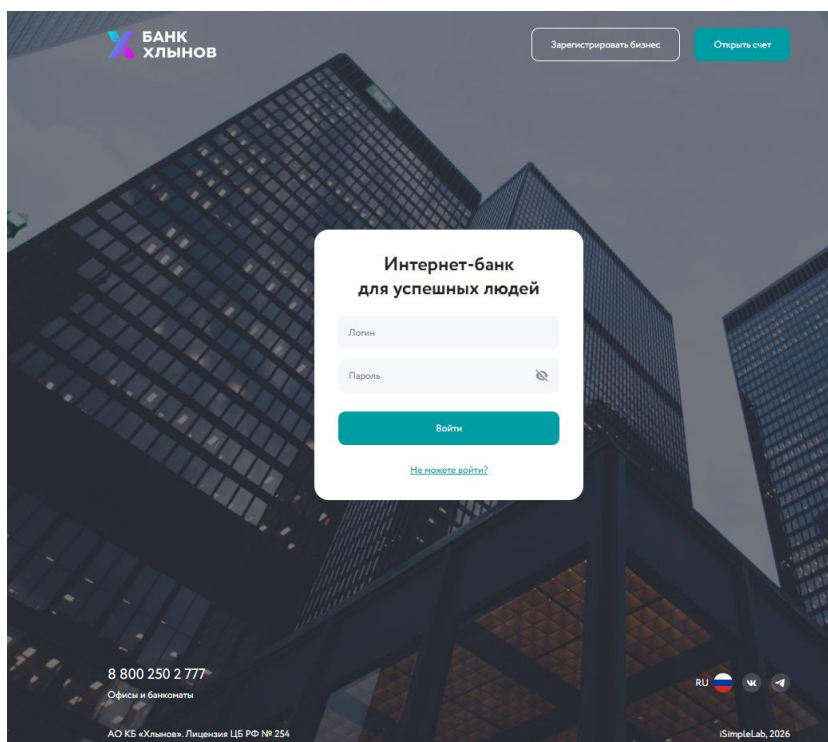 БАНК
ХЛЫНОВ
Зарегистрировать бизнес
Открыть счет
Интернет-банк
для успешных людей
Логин
Пароль
Войти
Не можете войти?
8 800 250 2 777
Офисы и банкоматы
RU
АО КБ «Хлынов». Лицензия ЦБ РФ № 254
iSimpleLab, 2026